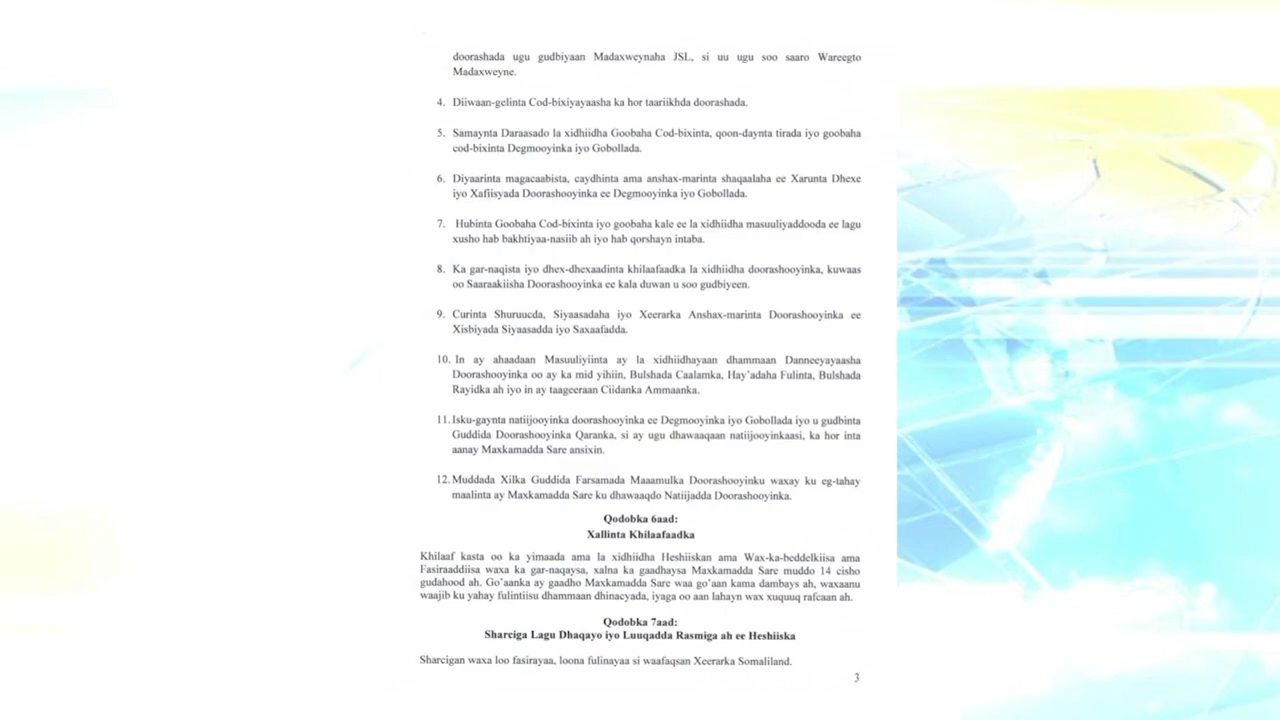 doorashada ugu gudbiyaan Madaxweynaha JSL, si uu ugu soo saaro Wareegto
Madaxweyne.
4. Diiwaan-gelinta Cod-bixiyayaasha ka hor taariikhda doorashada.
5. Samaynta Daraasado la xidhiidha Goobaha Cod-bixinta, qoon-daynta tirada iyo goobaha
cod-bixinta Degmooyinka iyo Gobollada.
6. Diyaarinta magacaabista, caydhinta ama anshax-marinta shaqaalaha ee Xarunta Dhexe
iyo Xafiisyada Doorashooyinka ee Degmooyinka iyo Gobollada.
7. Hubinta Goobaha Cod-bixinta iyo goobaha kale ee la xidhiidha masuuliyaddooda ee lagu
xusho hab bakhtiyaa-nasiib ah iyo hab qorshayn intaba.
8. Ka gar-naqista iyo dhex-dhexaadinta khilaafaadka la xidhiidha doorashooyinka, kuwaas
oo Saaraakiisha Doorashooyinka ee kala duwan u soo gudbiyeen.
9. Curinta Shuruucda, Siyaasadaha iyo Xeerarka Anshax-marinta Doorashooyinka ee
Xisbiyada Siyaasadda iyo Saxaafadda.
10. In ay ahaadaan Masuuliyiinta ay la xidhiidhayaan dhammaan Danneeyayaasha
Doorashooyinka oo ay ka mid yihiin, Bulshada Caalamka, Hay'adaha Fulinta, Bulshada
Rayidka ah iyo in ay taageeraan Ciidanka Ammaanka.
11. Isku-gaynta natiijooyinka doorashooyinka ee Degmooyinka iyo Gobollada iyo u gudbinta
Guddida Doorashooyinka Qaranka, si ay ugu dhawaaqaan natiijooyinkaasi, ka hor inta
aanay Maxkamadda Sare ansixin.
12. Muddada Xilka Guddida Farsamada Maaamulka Doorashooyinku waxay ku eg-tahay
maalinta ay Maxkamadda Sare ku dhawaaqdo Natiijadda Doorashooyinka.
Qodobka 6aad:
Xallinta Khilaafaadka
Khilaaf kasta oo ka yimaada ama la xidhiidha Heshiiskan ama Wax-ka-beddelkiisa ama
Fasiraaddiisa waxa ka gar-naqaysa, xalna ka gaadhaysa Maxkamadda Sare muddo 14 cisho
gudahood ah. Go'aanka ay gaadho Maxkamadda Sare waa go'aan kama dambays ah, waxaanu
waajib ku yahay fulintiisu dhammaan dhinacyada, iyaga oo aan lahayn wax xuquuq rafcaan ah.
Qodobka 7aad:
Sharciga Lagu Dhaqayo iyo Luuqadda Rasmiga ah ee Heshiiska
Sharcigan waxa loo fasirayaa, loona fulinayaa si waafaqsan Xeerarka Somaliland.
3